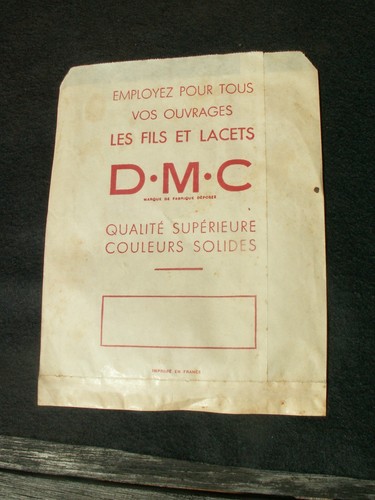 EMPLOYEZ POUR TOUS
VOS OUVRAGES
LES FILS ET LACETS
D·M·C
MARQUE DE FABRIQUE DÉPOSÉE
QUALITÉ SUPÉRIEURE
COULEURS SOLIDES
IMPRIMÉ EN FRANCE